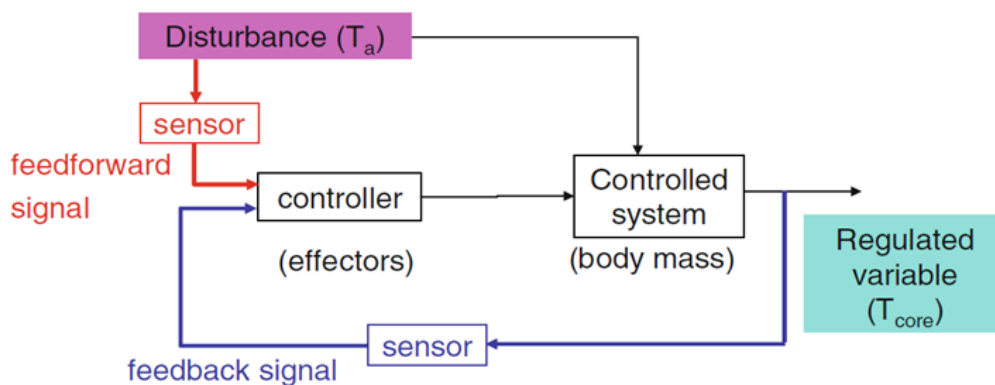 Disturbance (Ta)
sensor
feedforward
signal
controller
(effectors)
Controlled
system
(body mass)
Regulated
variable
(Tcore)
sensor
feedback signal